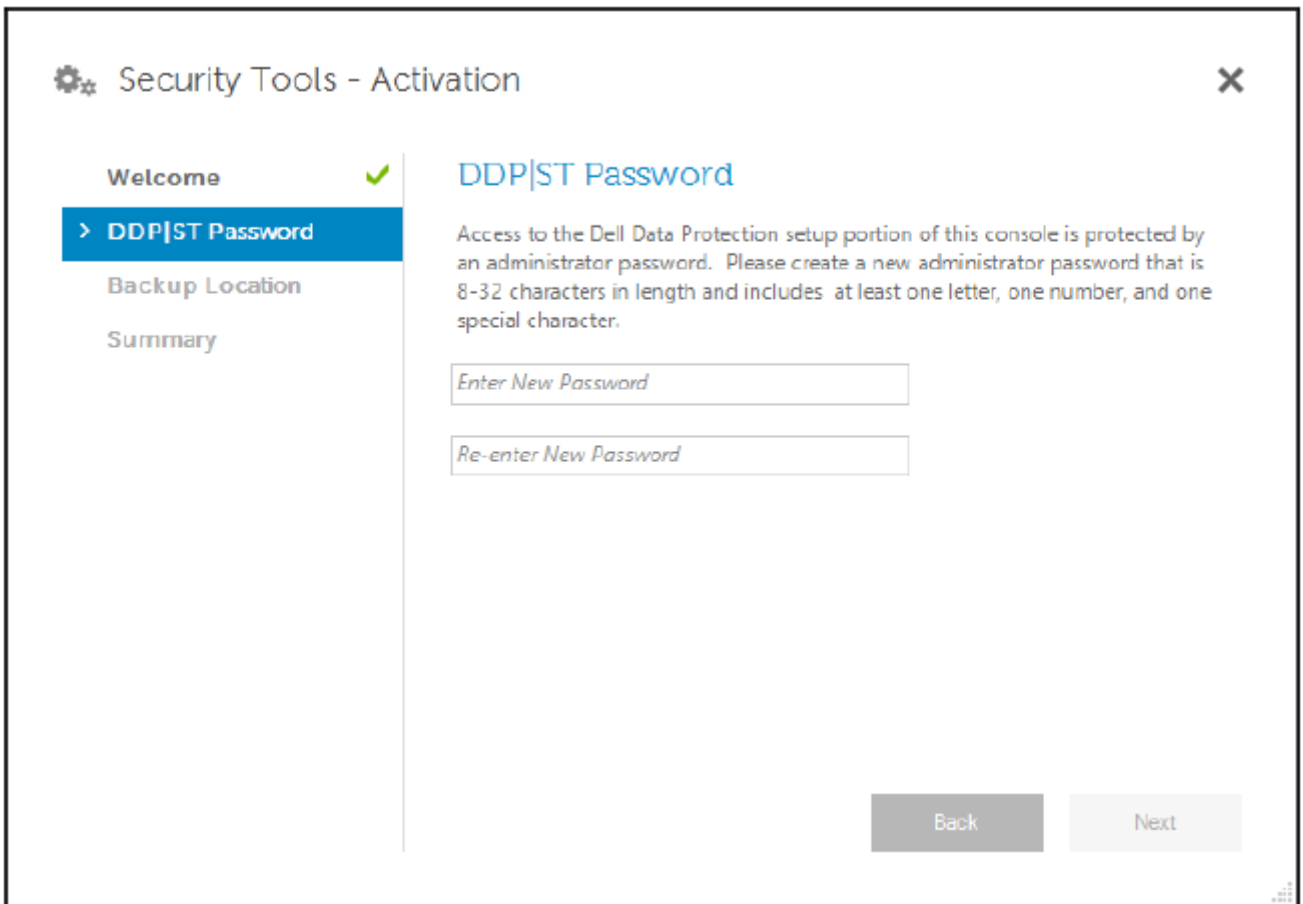 Security Tools - Activation
Welcome
DDP|ST Password
Backup Location
Summary
DDP|ST Password
Access to the Dell Data Protection setup portion of this console is protected by
an administrator password.  Please create a new administrator password that is
8-32 characters in length and includes  at least one letter, one number, and one
special character.
Enter New Password
Re-enter New Password
Back
Next